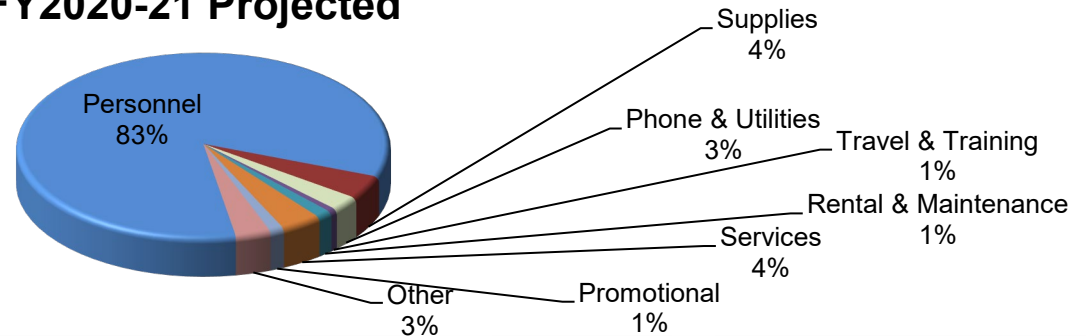 FY2020-21 Projected
Supplies
4%
Personnel
83%
Phone & Utilities
3%
Travel & Training
1%
Rental & Maintenance
1%
Services
4%
Promotional
1%
Other
3%